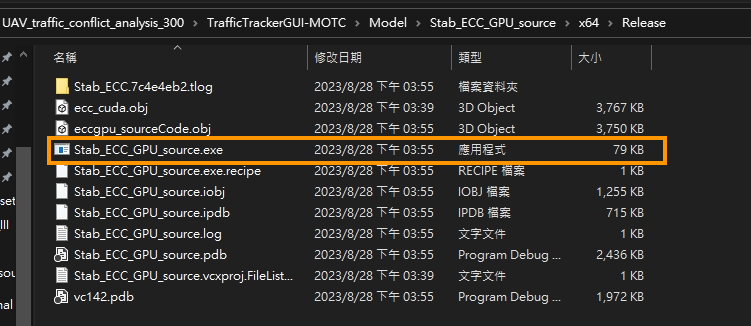 UAV_traffic_conflict_analysis_300 > TrafficTrackerGUI-MOTC > Model > Stab_ECC_GPU_source > x64 > Release
名稱 修改日期 類型 大小
Stab_ECC.7c4e4eb2.tlog 2023/8/28 下午 03:55 檔案資料夾
ecc_cuda.obj 2023/8/28 下午 03:39 3D Object 3,767 KB
eccgpu_sourceCode.obj 2023/8/28 下午 03:55 3D Object 3,750 KB
Stab_ECC_GPU_source.exe 2023/8/28 下午 03:55 應用程式 79 KB
Stab_ECC_GPU_source.exe.recipe 2023/8/28 下午 03:55 RECIPE 檔案 1 KB
Stab_ECC_GPU_source.iobj 2023/8/28 下午 03:55 IOBJ 檔案 1,255 KB
set Stab_ECC_GPU_source.ipdb 2023/8/28 下午 03:55 IPDB 檔案 715 KB
Stab_ECC_GPU_source.log 2023/8/28 下午 03:55 文字文件 1 KB
Stab_ECC_GPU_source.pdb 2023/8/28 下午 03:55 Program Debug ... 2,436 KB
sou Stab_ECC_GPU_source.vcxproj.FileList... 2023/8/28 下午 03:39 文字文件 1 KB
nal vc142.pdb 2023/8/28 下午 03:55 Program Debug ... 1,972 KB